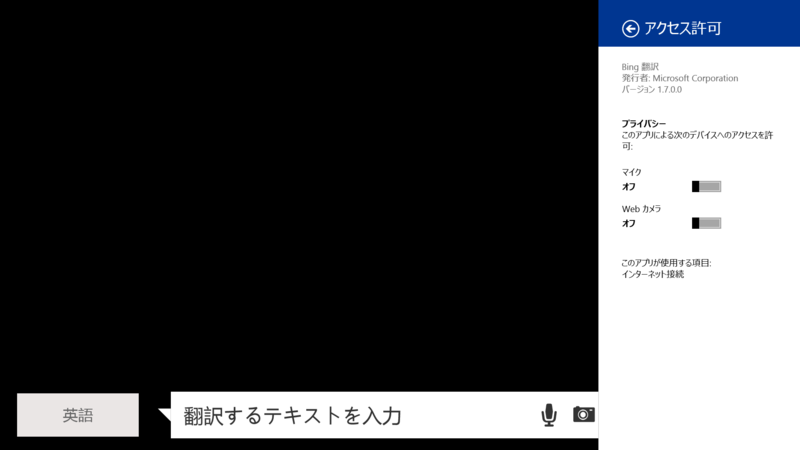 アクセス許可
Bing 翻訳
発行者: Microsoft Corporation
バージョン 1.7.0.0
プライバシー
このアプリによる次のデバイスへのアクセスを許
可:
マイク
オフ
Web カメラ
オフ
このアプリが使用する項目:
インターネット接続
英語
翻訳するテキストを入力